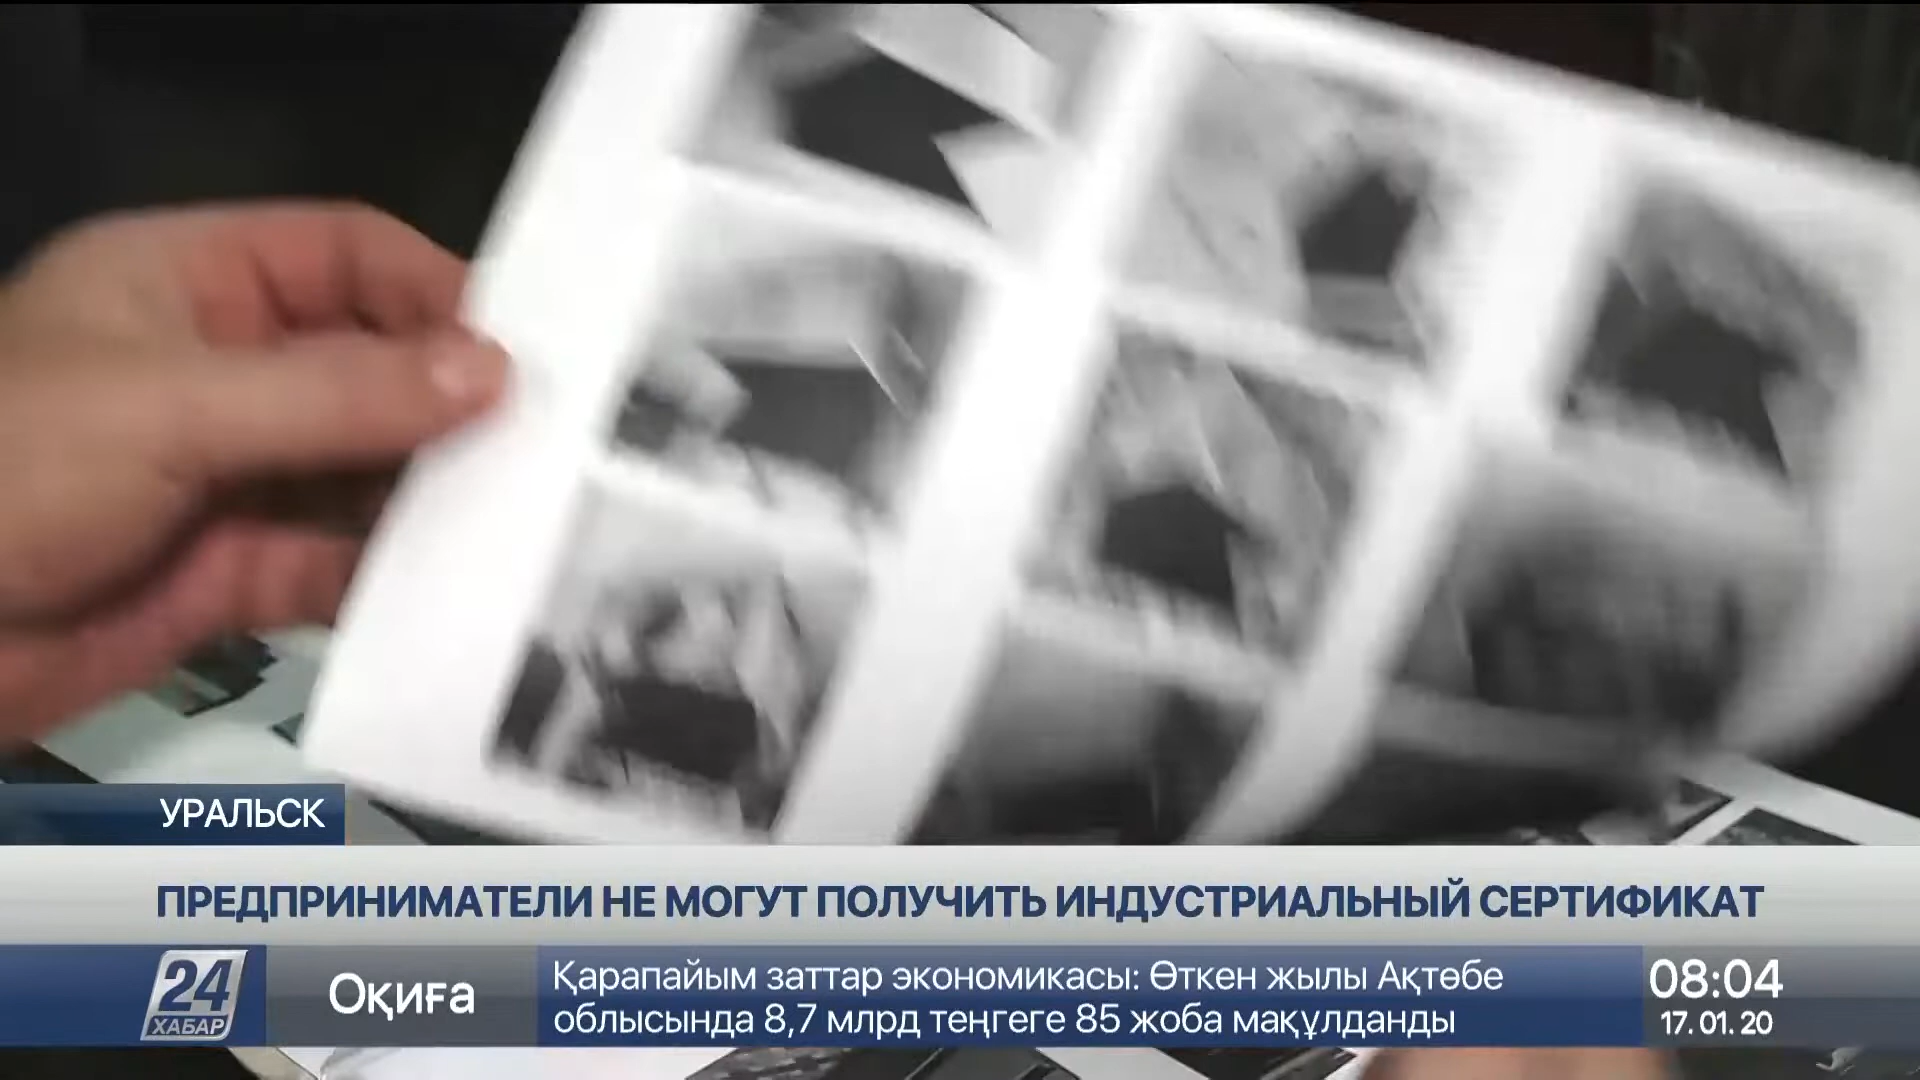 УРАЛЬСК
ПРЕДПРИНИМАТЕЛИ НЕ МОГУТ ПОЛУЧИТЬ ИНДУСТРИАЛЬНЫЙ СЕРТИФИКАТ
24
ХАБАР
Оқиға
Қарапайым заттар экономикасы: Өткен жылы Ақтөбе
облысында 8,7 млрд теңгеге 85 жоба мақұлданды
08:04
17. 01. 20